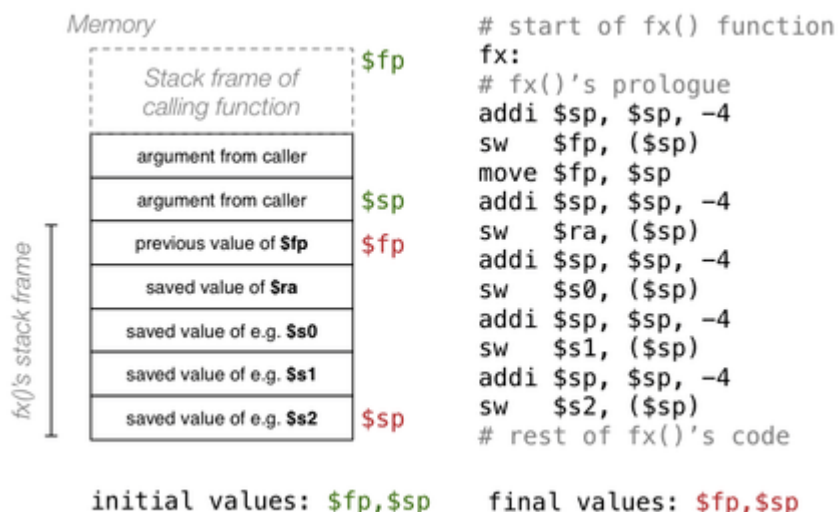 Memory
Stack frame of
calling function
$fp
argument from caller
argument from caller
$sp
previous value of $fp
$fp
saved value of $ra
saved value of e.g. $s0
saved value of e.g. $s1
saved value of e.g. $s2
$sp
fx()'s stack frame
initial values: $fp,$sp
# start of fx() function
fx:
# fx()’s prologue
addi $sp, $sp, -4
sw $fp, ($sp)
move $fp, $sp
addi $sp, $sp, -4
sw $ra, ($sp)
addi $sp, $sp, -4
sw $s0, ($sp)
addi $sp, $sp, -4
sw $s1, ($sp)
addi $sp, $sp, -4
sw $s2, ($sp)
# rest of fx()’s code
final values: $fp,$sp